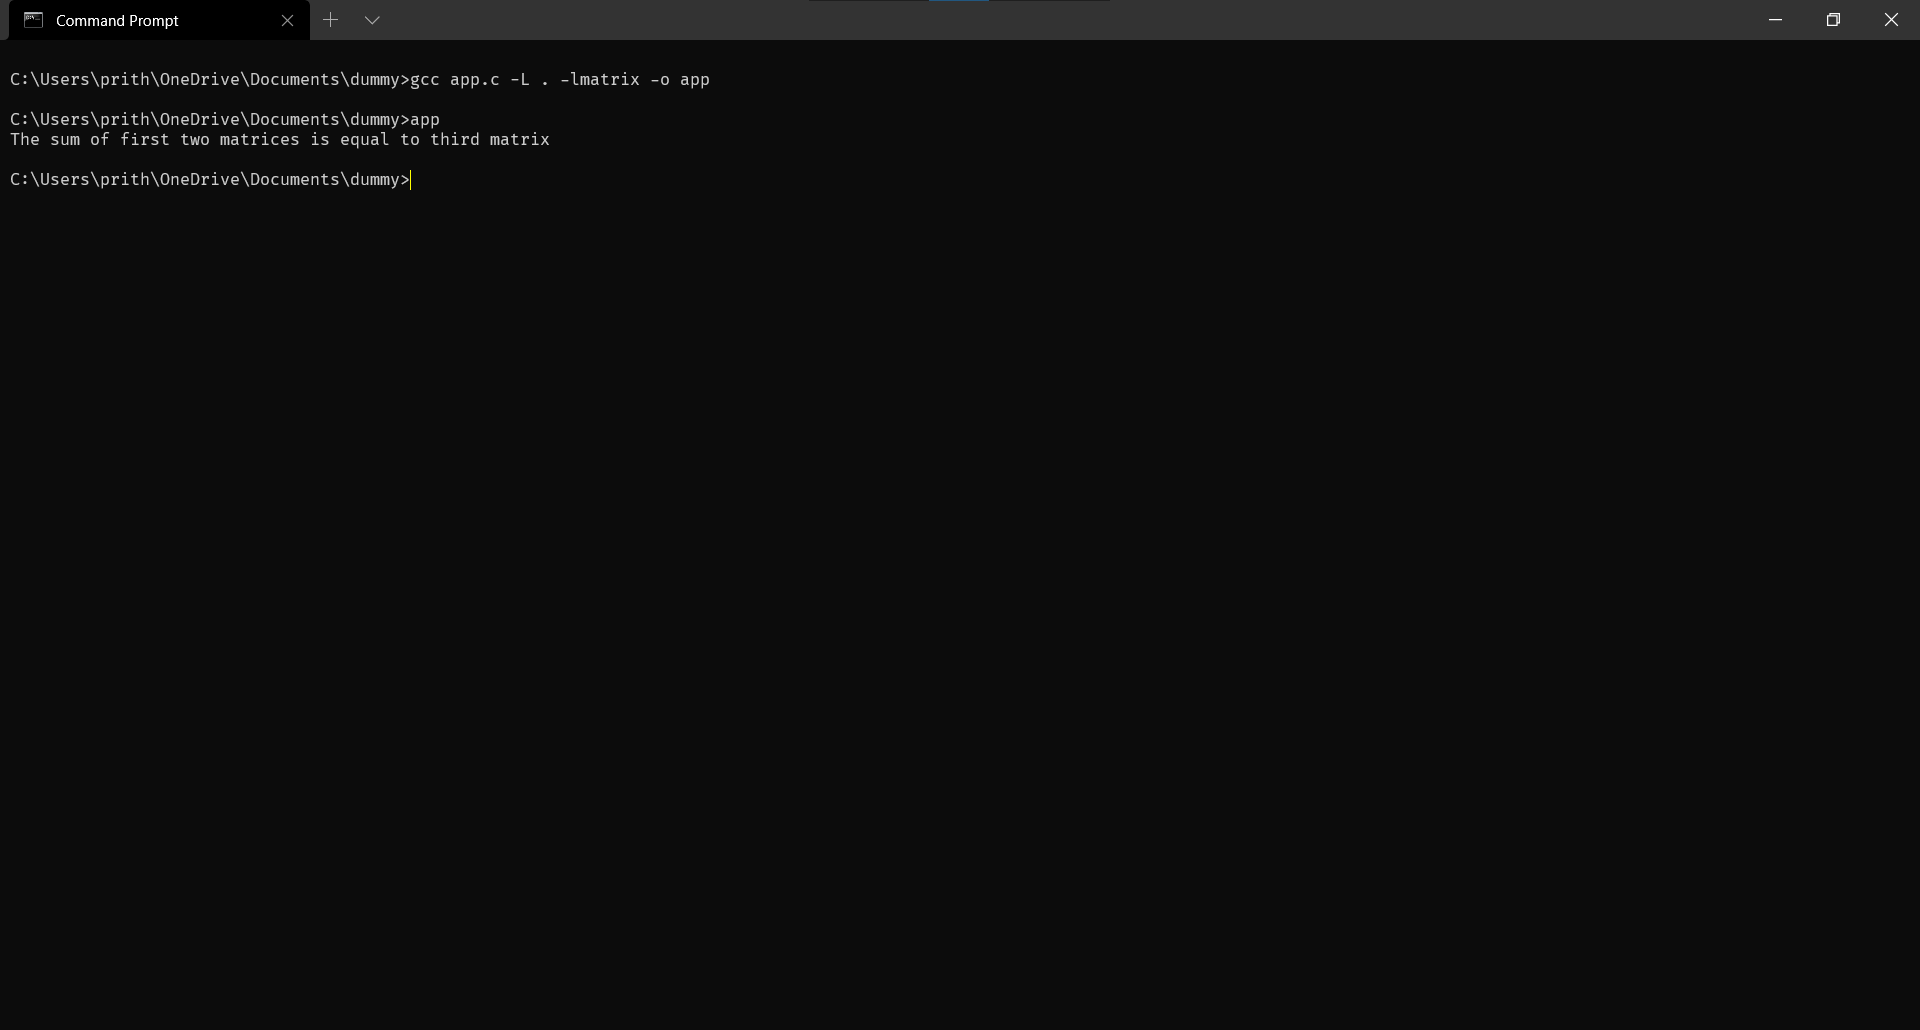 Command Prompt
C:\Users\prith\OneDrive\Documents\dummy>gcc app.c -L . -lmatrix -o app
C:\Users\prith\OneDrive\Documents\dummy>app
The sum of first two matrices is equal to third matrix
C:\Users\prith\OneDrive\Documents\dummy>